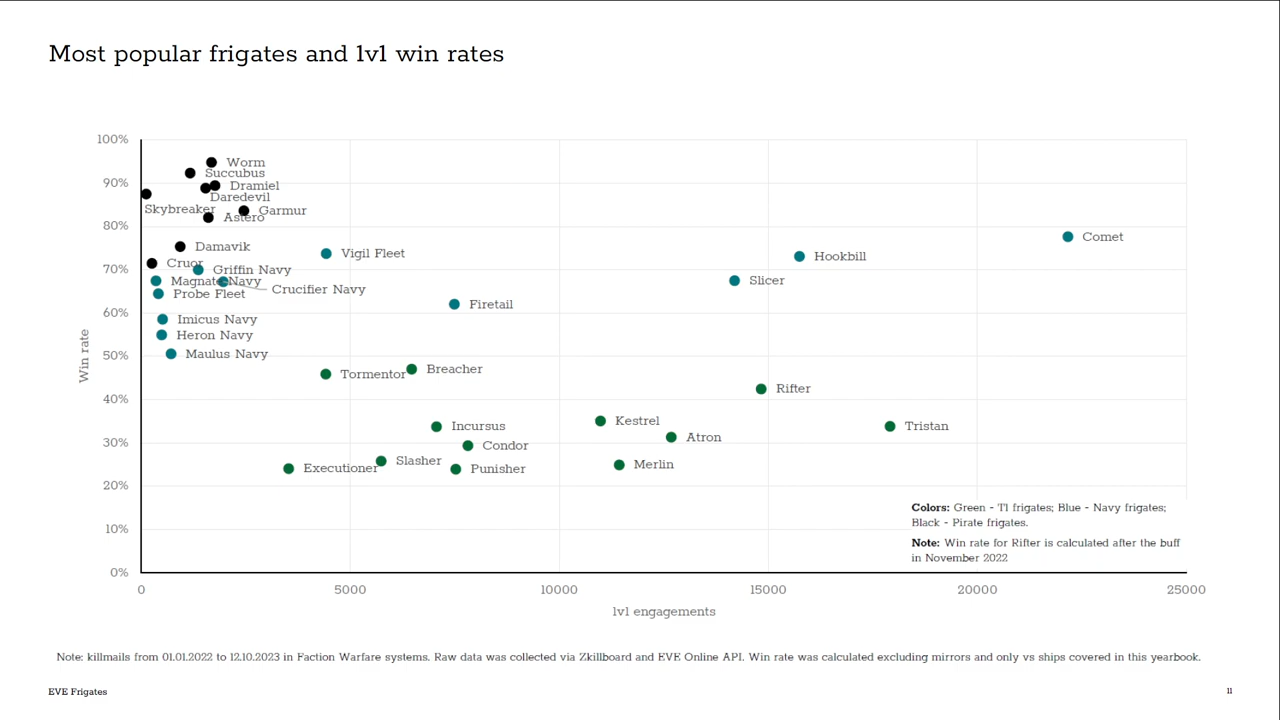 Most popular frigates and 1v1 win rates
100%
90%
80%
70%
60%
50%
40%
30%
20%
10%
0%
Win rate
Worm
Succubus
Dramiel
Daredevil
Skybreaker
Garmur
Astero
Comet
Damavik
Vigil Fleet
Hookbill
Cruor
Griffin Navy
Magnate Navy
Slicer
Crucifier Navy
Probe Fleet
Firetail
Imicus Navy
Heron Navy
Maulus Navy
Breacher
Tormentor
Rifter
Kestrel
Incursus
Tristan
Atron
Condor
Slasher
Merlin
Executioner
Punisher
Colors: Green - T1 frigates; Blue - Navy frigates;
Black - Pirate frigates.
Note: Win rate for Rifter is calculated after the buff
in November 2022
0
5000
10000
15000
20000
25000
1v1 engagements
Note: killmails from 01.01.2022 to 12.10.2023 in Faction Warfare systems. Raw data was collected via Zkillboard and EVE Online API. Win rate was calculated excluding mirrors and only vs ships covered in this yearbook.
EVE Frigates
11